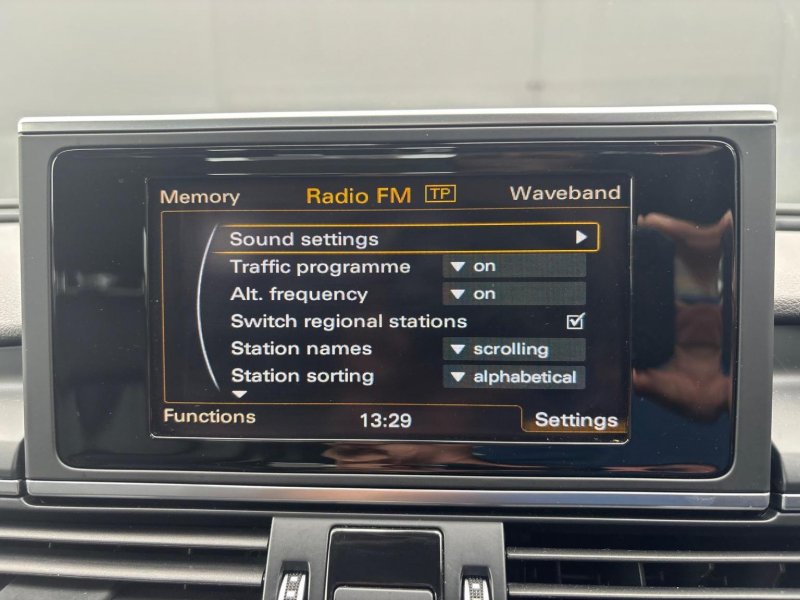 Memory Radio FM TP Waveband
Sound settings
Traffic programme on
Alt. frequency on
Switch regional stations
Station names scrolling
Station sorting alphabetical
Functions 13:29 Settings